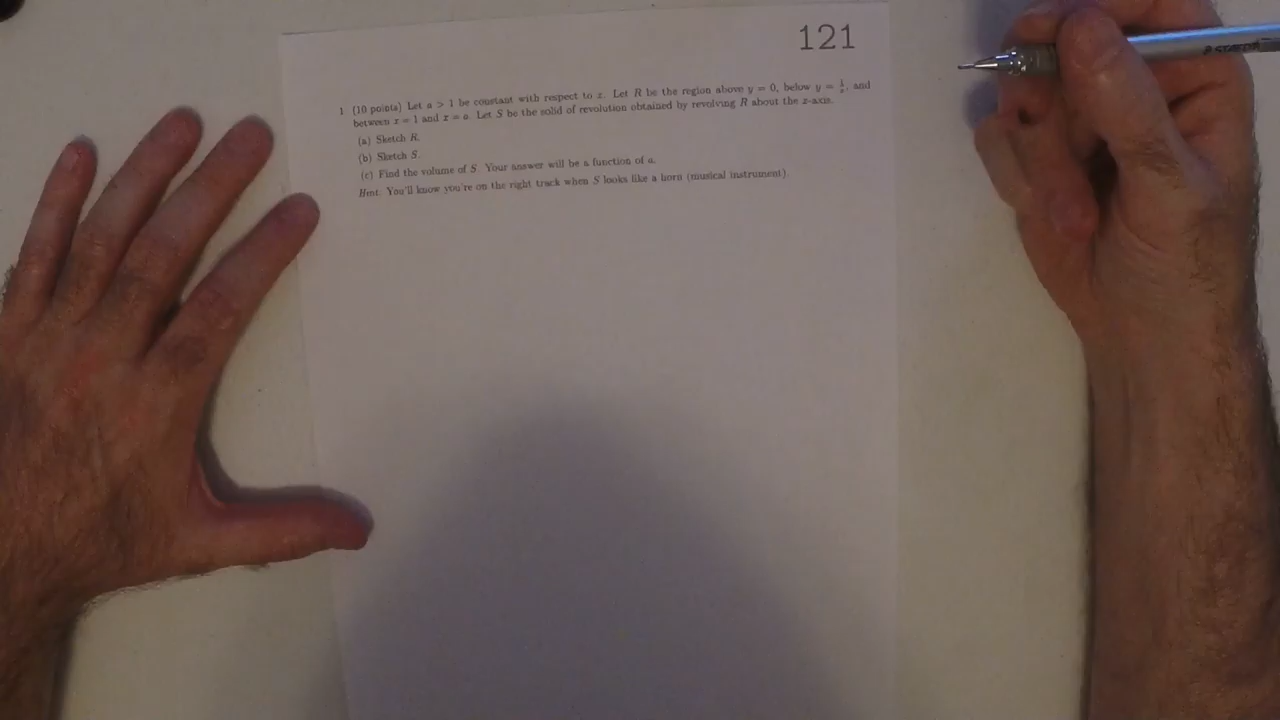 121
1 (10 points) Let a > 1 be constant with respect to x. Let R be the region above y = 0, below y = 1/x, and
between x = 1 and x = a. Let S be the solid of revolution obtained by revolving R about the x-axis.
(a) Sketch R.
(b) Sketch S.
(c) Find the volume of S. Your answer will be a function of a.
Hint: You'll know you're on the right track when S looks like a horn (musical instrument).